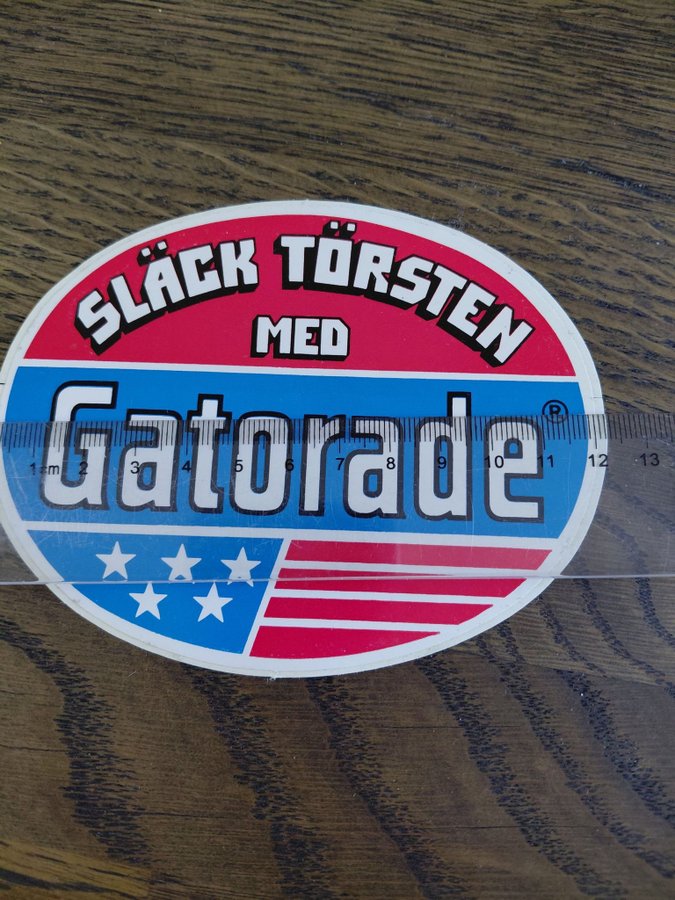 SLÄCK TÖRSTEN
MED
Gatorade®
1cm 2 3 4 5 6 7 8 9 10 11 12 13